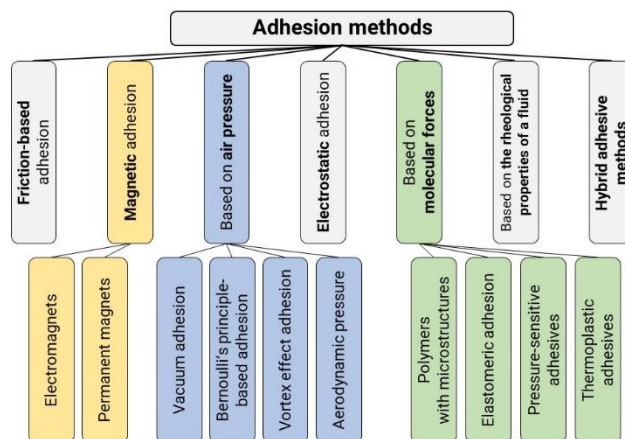 Adhesion methods
Friction-based
adhesion
Magnetic adhesion
Based on air pressure
Electrostatic adhesion
Based on
molecular forces
Based on the rheological
properties of a fluid
Hybrid adhesive
methods
Electromagnets
Permanent magnets
Vacuum adhesion
Bernoulli's principle-
based adhesion
Vortex effect adhesion
Aerodynamic pressure
Polymers
with microstructures
Elastomeric adhesion
Pressure-sensitive
adhesives
Thermoplastic
adhesives